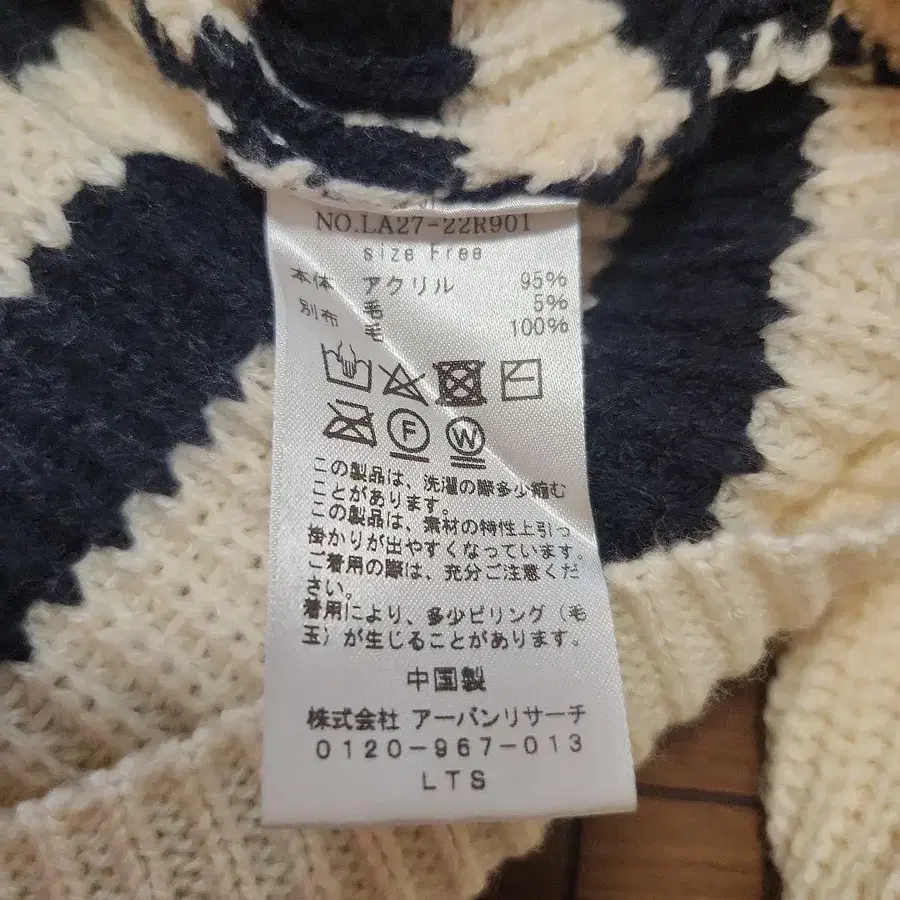 NO.LA27-22R901
size Free
本体 アクリル 95%
毛 5%
別布 毛 100%
F W
この製品は、洗濯の際多少縮む
ことがあります。
この製品は、素材の特性上引っ
掛かりが出やすくなっています。
ご着用の際は、充分ご注意くだ
さい。
着用により、多少ピリング（毛
玉）が生じることがあります。
中国製
株式会社 アーバンリサーチ
0120-967-013
LTS